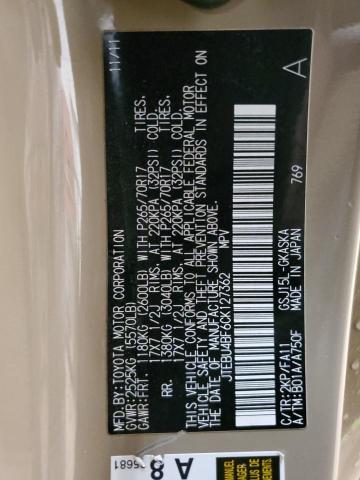 MFD.BY:TOYOTA MOTOR CORPORATION 11/11
GVWR:2525KG (5570LB)
GAWR:FRT. 1180KG (2600LB) WITH P265/70R17 TIRES.
17X7 1/2J RIMS, AT 220KPA (32PSI) COLD.
RR. 1380KG (3040LB) WITH P265/70R17 TIRES.
17X7 1/2J RIMS, AT 220KPA (32PSI) COLD.
THIS VEHICLE CONFORMS TO ALL APPLICABLE FEDERAL MOTOR
VEHICLE SAFETY AND THEFT PREVENTION STANDARDS IN EFFECT ON
THE DATE OF MANUFACTURE SHOWN ABOVE.
JTEBU4BF6CK127362 MPV
A
C/TR:2KP/FA11 GSJ15L-GKASKA
A/TM:B01A/A750F MADE IN JAPAN 769
5681
A 8
MANUEL